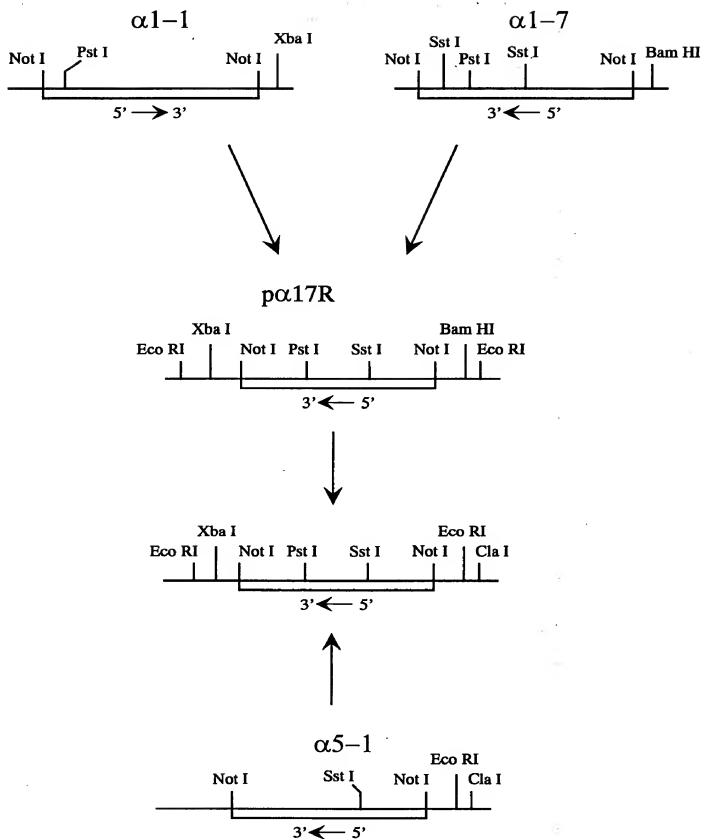 α1–1
α1–7
Not I Pst I Not I Xba I
Not I Sst I Pst I Sst I Not I Bam HI
5' 3'
3' 5'
pα17R
Eco RI Xba I Not I Pst I Sst I Not I Bam HI Eco RI
3' 5'
Eco RI Xba I Not I Pst I Sst I Not I Eco RI Cla I
3' 5'
α5–1
Not I Sst I Not I Eco RI Cla I
3' 5'